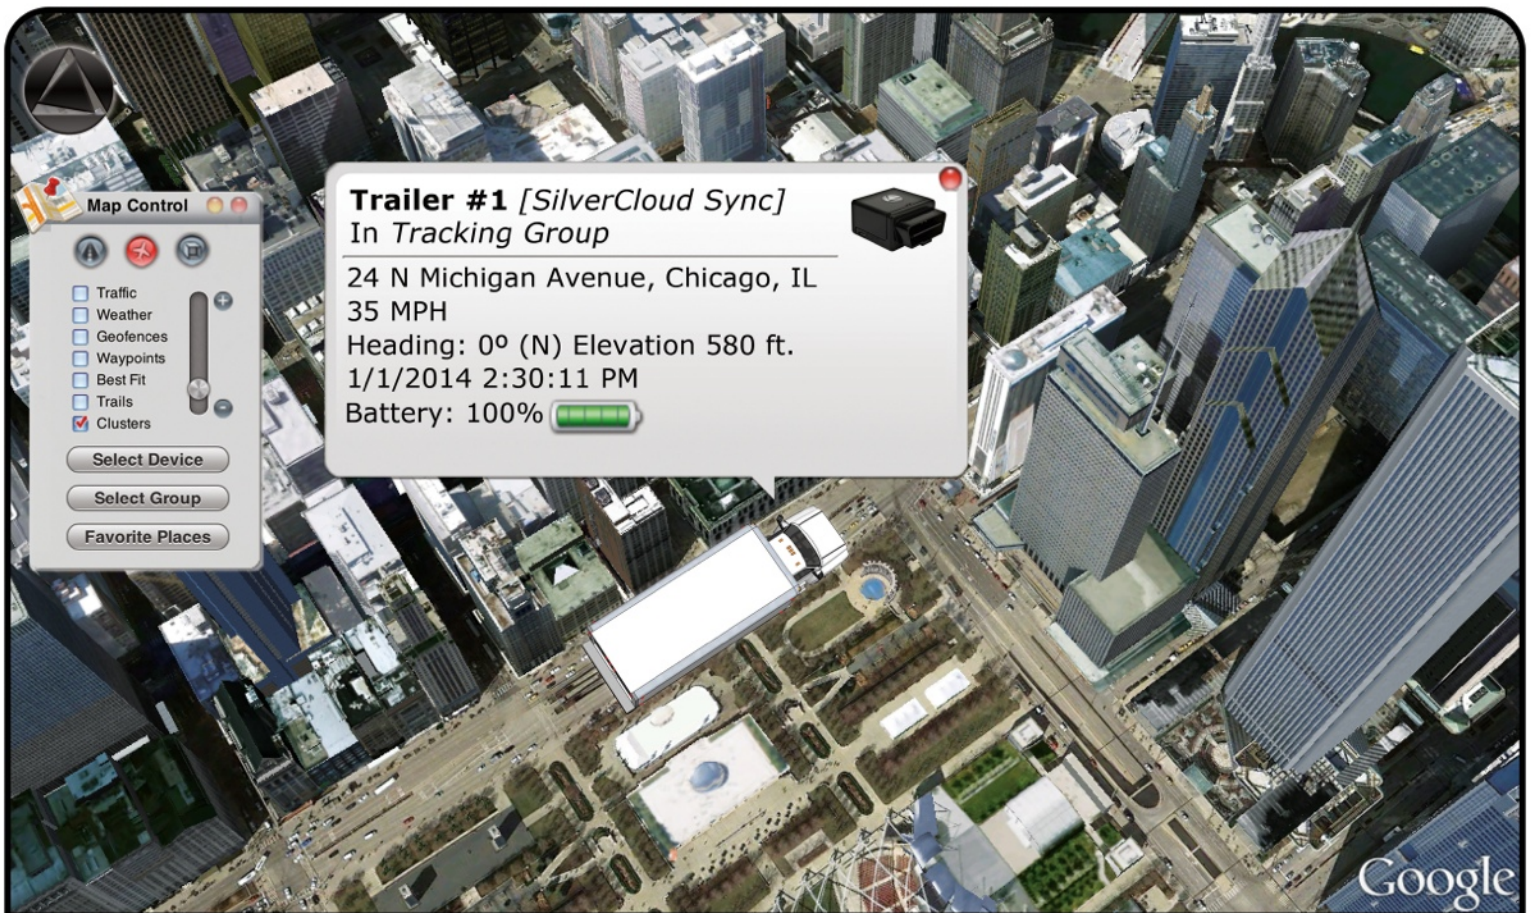 Map Control
Traffic
Weather
Geofences
Waypoints
Best Fit
Trails
Clusters
Select Device
Select Group
Favorite Places
Trailer #1 [SilverCloud Sync]
In Tracking Group
24 N Michigan Avenue, Chicago, IL
35 MPH
Heading: 0º (N) Elevation 580 ft.
1/1/2014 2:30:11 PM
Battery: 100%
Google